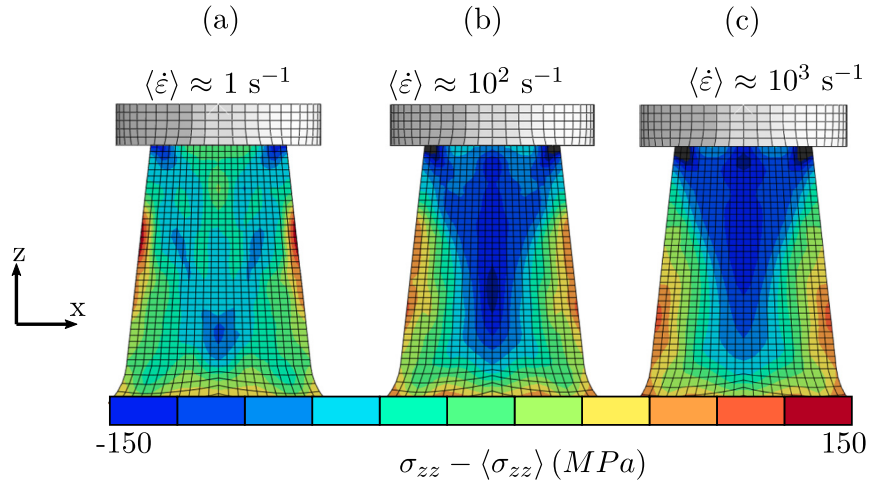 (a) (b) (c)
⟨ε̇⟩ ≈ 1 s⁻¹ ⟨ε̇⟩ ≈ 10² s⁻¹ ⟨ε̇⟩ ≈ 10³ s⁻¹
z
x
-150 150
σzz − ⟨σzz⟩ (MPa)